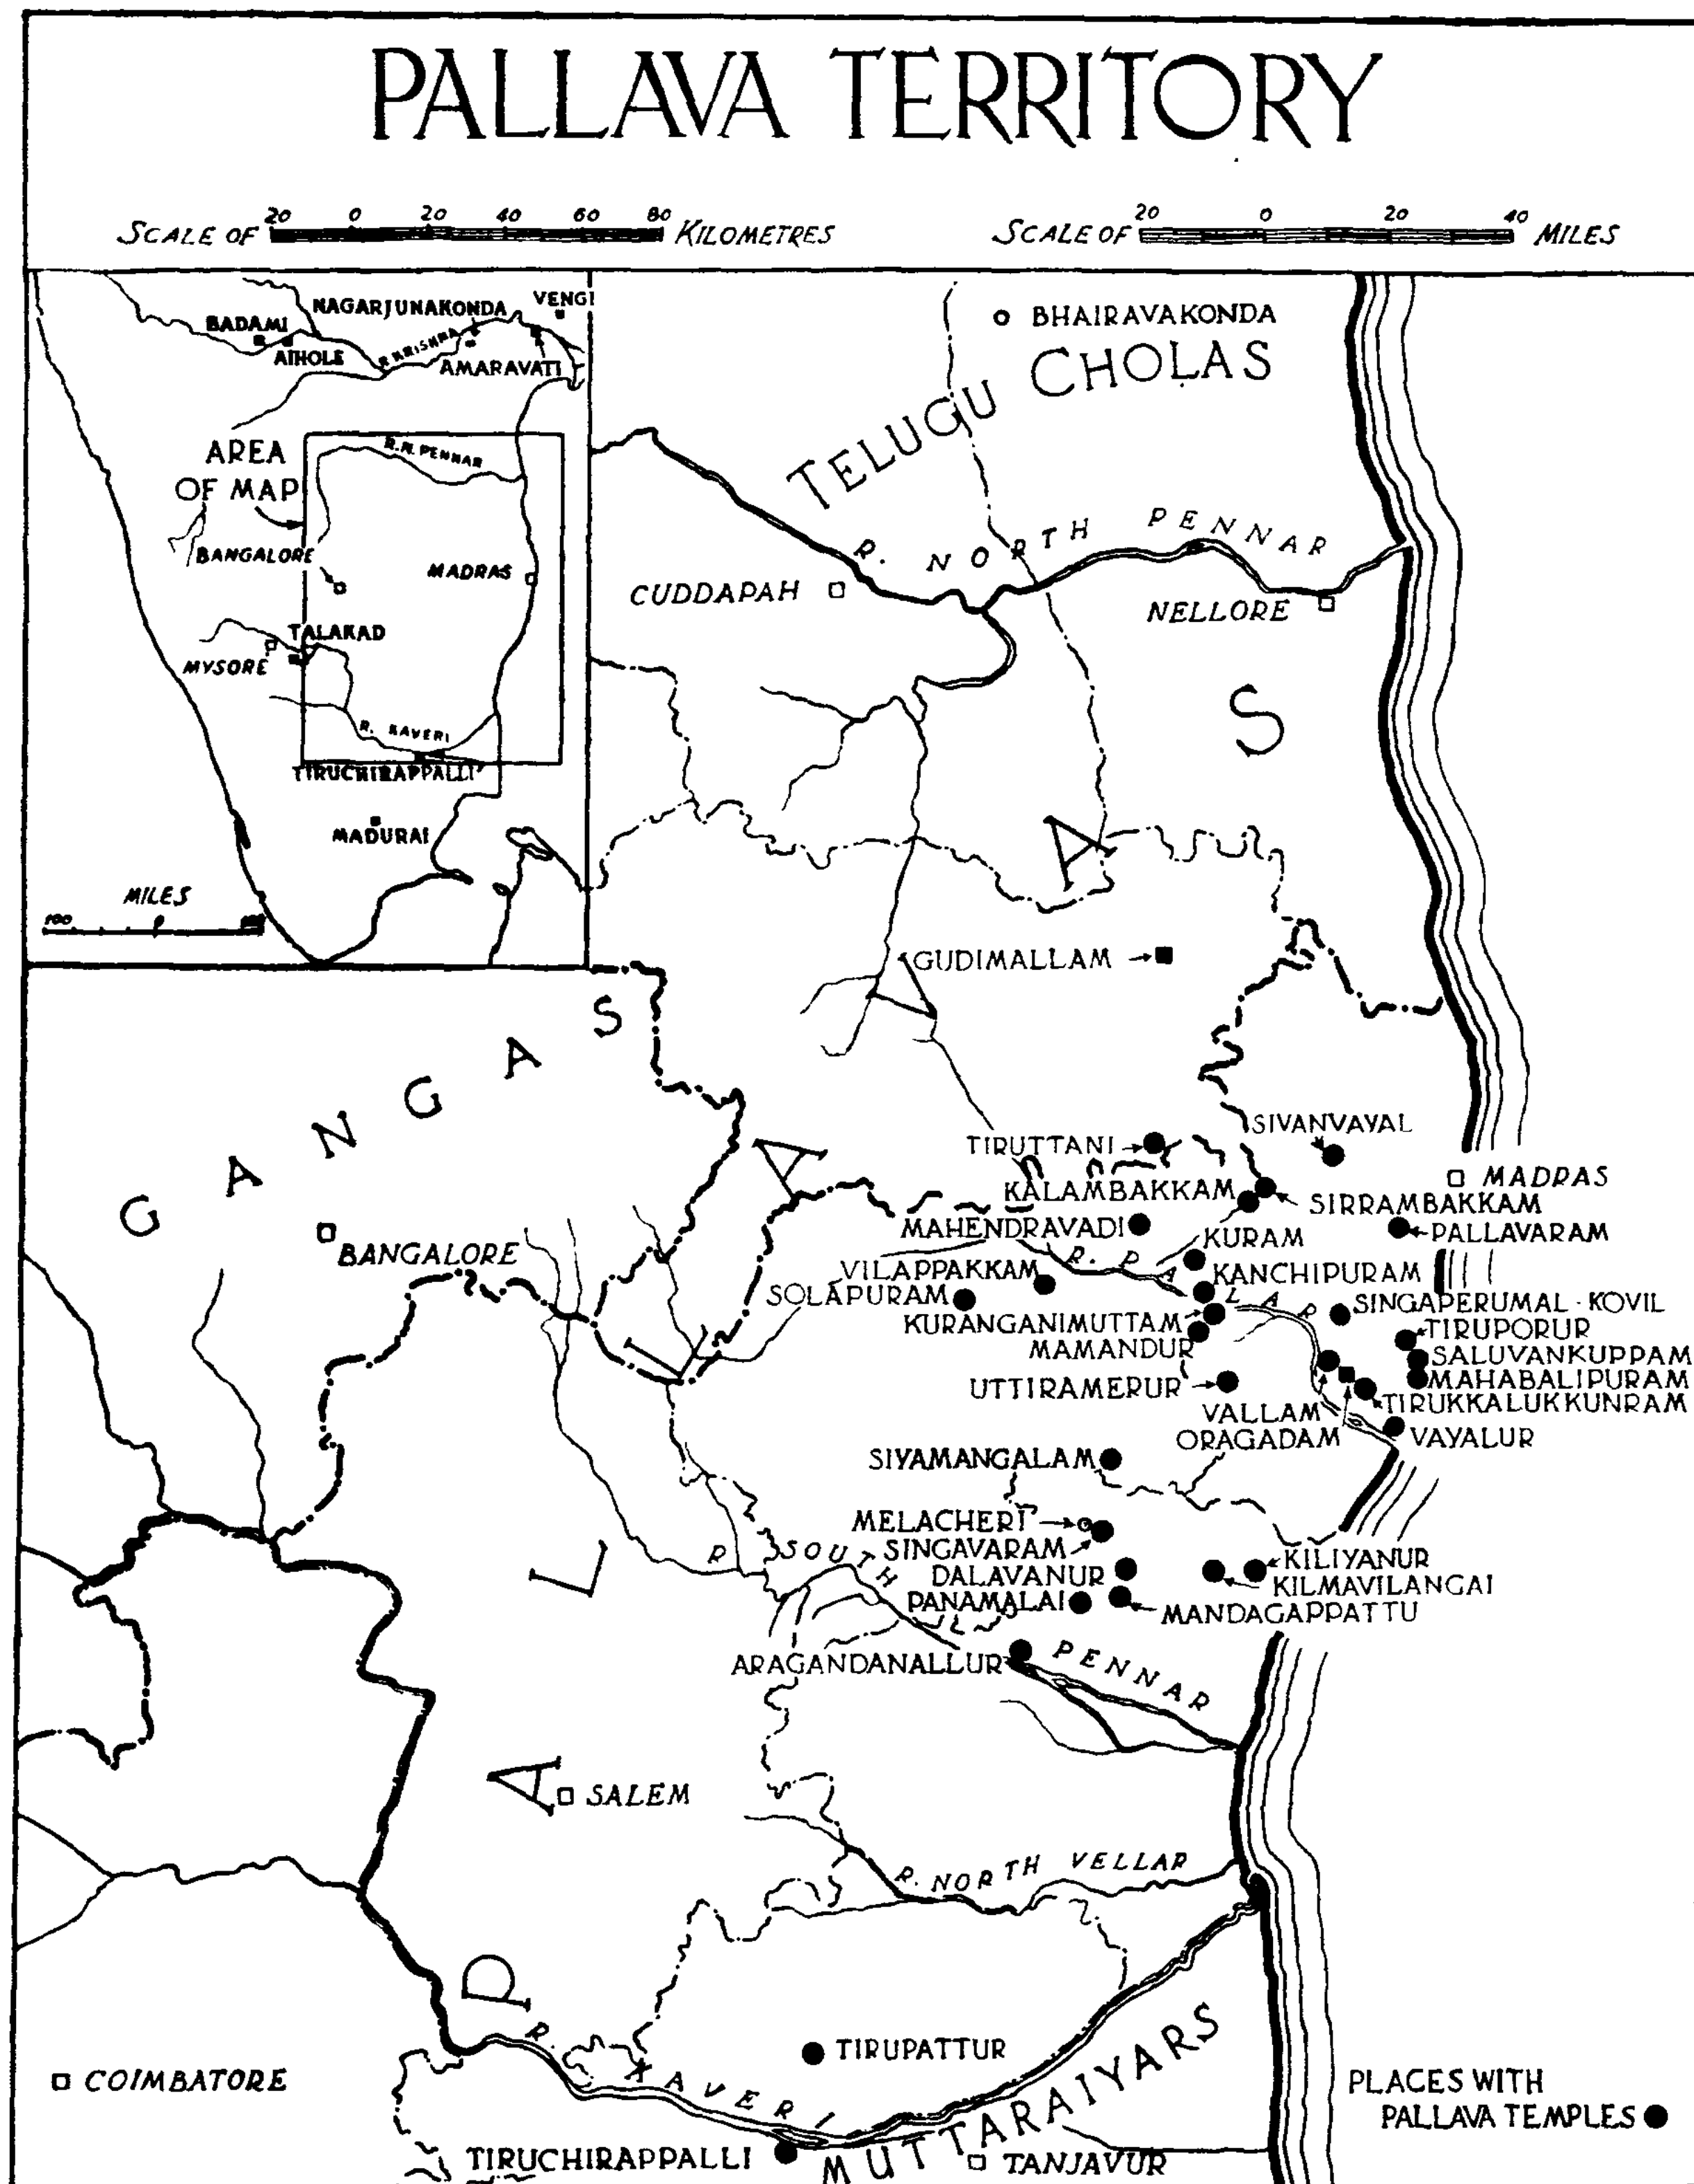 PALLAVA TERRITORY
SCALE OF 20 0 20 40 60 80 KILOMETRES
SCALE OF 20 0 20 40 MILES
NAGARJUNAKONDA
VENGI
BADAMI
AIHOLE
R KRISHNA
AMARAVATI
AREA
OF MAP
R.N. PENNAR
BANGALORE
MADRAS
TALAKAD
MYSORE
R. KAVERI
TIRUCHIRAPPALLI
MADURAI
MILES
100 0
BHAIRAVAKONDA
TELUGU CHOLAS
R. NORTH PENNAR
CUDDAPAH
NELLORE
PALLAVAS
GUDIMALLAM
GANGAS
BANGALORE
TIRUTTANI
SIVANVAYAL
MADRAS
KALAMBAKKAM
SIRRAMBAKKAM
MAHENDRAVADI
PALLAVARAM
KURAM
R. PALAR
VILAPPAKKAM
KANCHIPURAM
SOLAPURAM
SINGAPERUMAL-KOVIL
KURANGANIMUTTAM
TIRUPORUR
MAMANDUR
SALUVANKUPPAM
UTTIRAMERUR
MAHABALIPURAM
TIRUKKALUKKUNRAM
VALLAM
ORAGADAM
VAYALUR
SIYAMANGALAM
MELACHERI
SINGAVARAM
DALAVANUR
KILIYANUR
KILMAVILANGAI
PANAMALAI
MANDAGAPPATTU
R SOUTH PENNAR
ARAGANDANALLUR
SALEM
R. NORTH VELLAR
TIRUPATTUR
R. KAVERI
MUTTARAIYARS
COIMBATORE
TIRUCHIRAPPALLI
TANJAVUR
PLACES WITH
PALLAVA TEMPLES